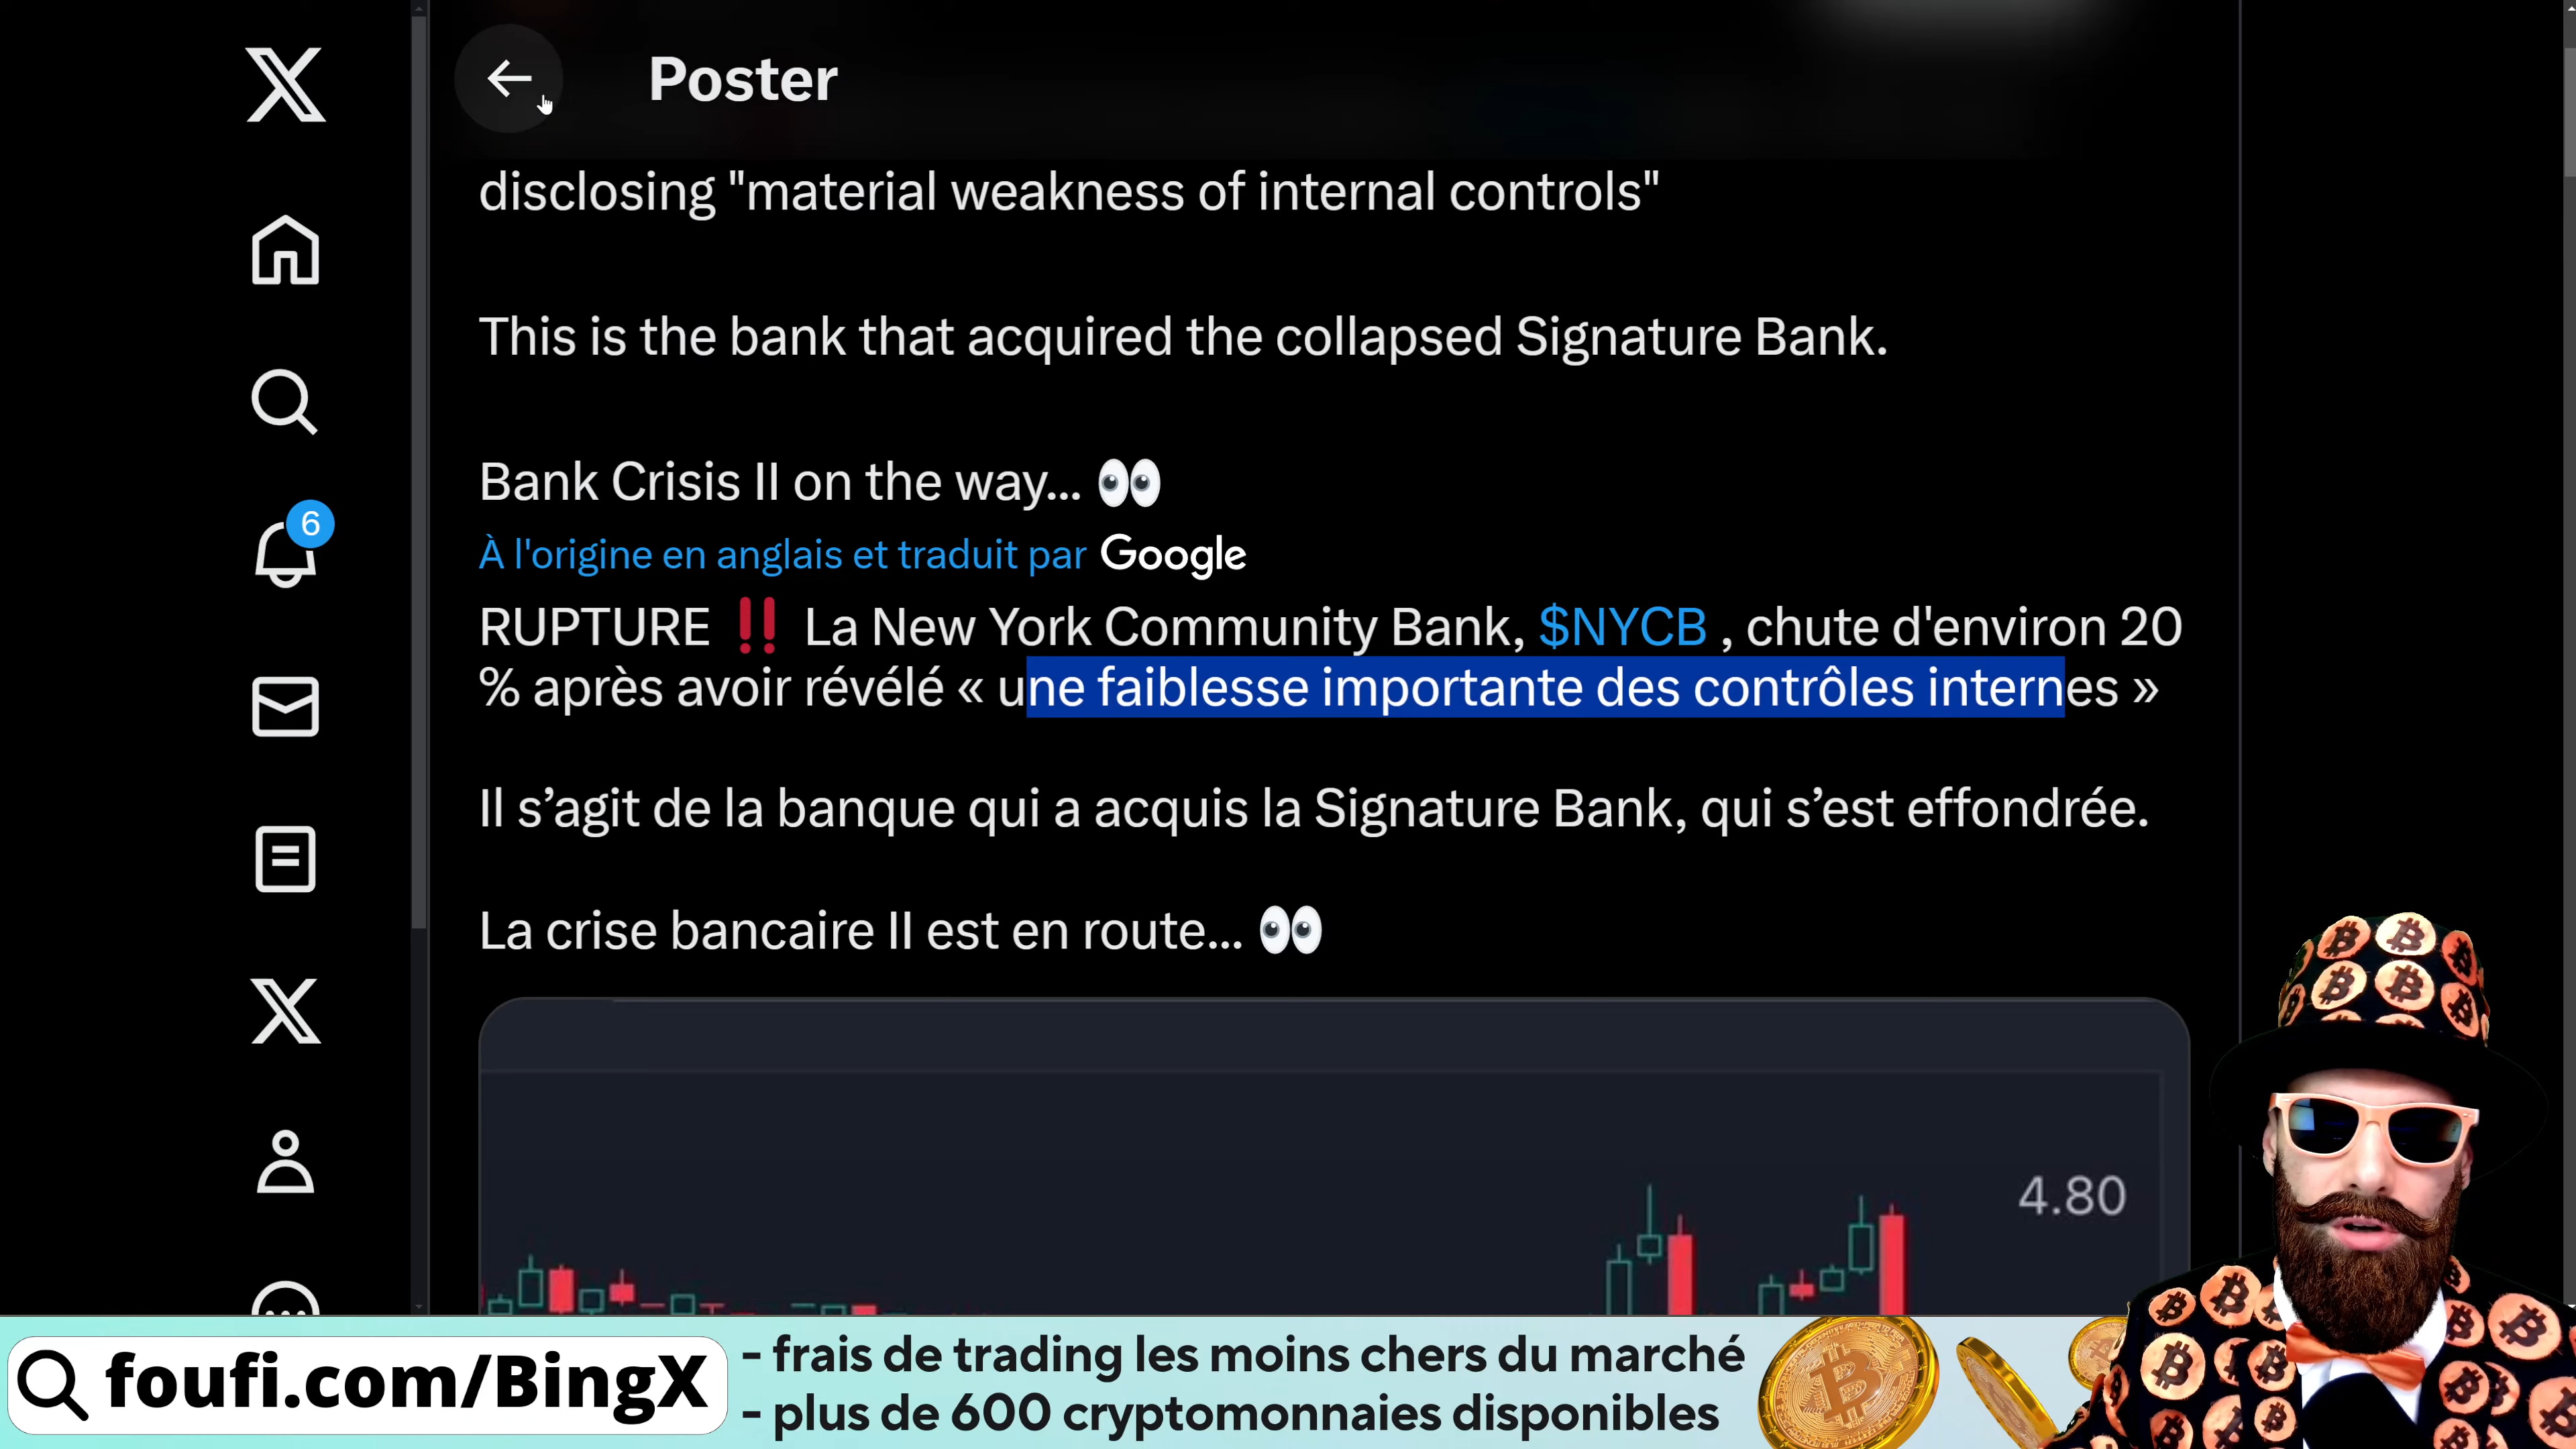 Poster
disclosing "material weakness of internal controls"
This is the bank that acquired the collapsed Signature Bank.
Bank Crisis II on the way... 👀
À l'origine en anglais et traduit par Google
6
RUPTURE ‼️ La New York Community Bank, $NYCB , chute d'environ 20
% après avoir révélé « une faiblesse importante des contrôles internes »
Il s’agit de la banque qui a acquis la Signature Bank, qui s’est effondrée.
La crise bancaire II est en route... 👀
4.80
foufi.com/BingX
- frais de trading les moins chers du marché
- plus de 600 cryptomonnaies disponibles